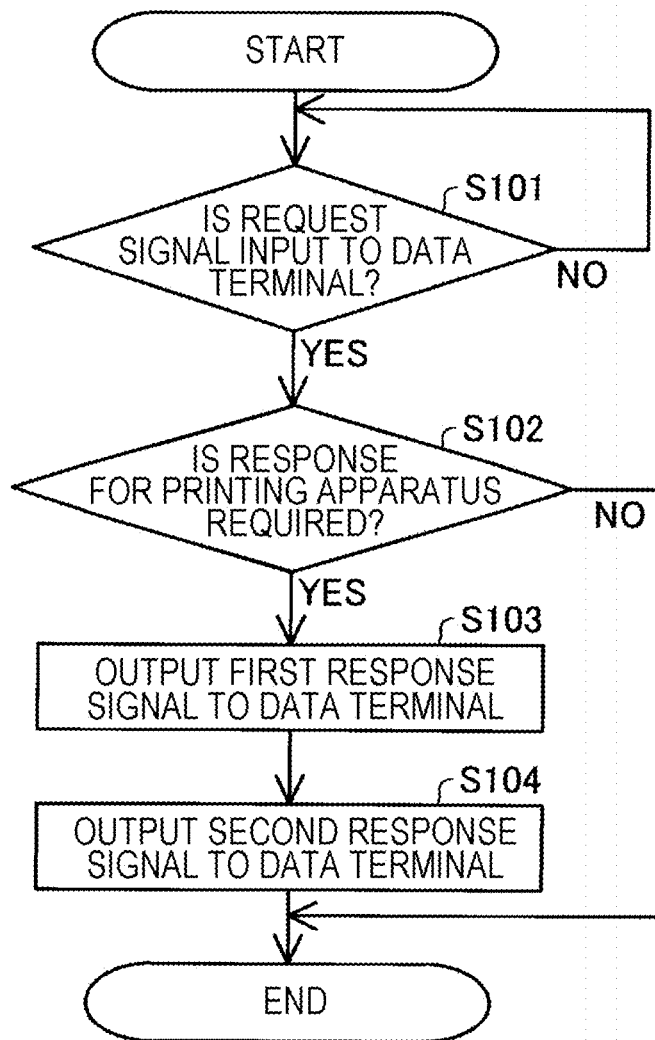 START
S101
IS REQUEST
SIGNAL INPUT TO DATA
TERMINAL?
NO
YES
S102
IS RESPONSE
FOR PRINTING APPARATUS
REQUIRED?
NO
YES
S103
OUTPUT FIRST RESPONSE
SIGNAL TO DATA TERMINAL
S104
OUTPUT SECOND RESPONSE
SIGNAL TO DATA TERMINAL
END